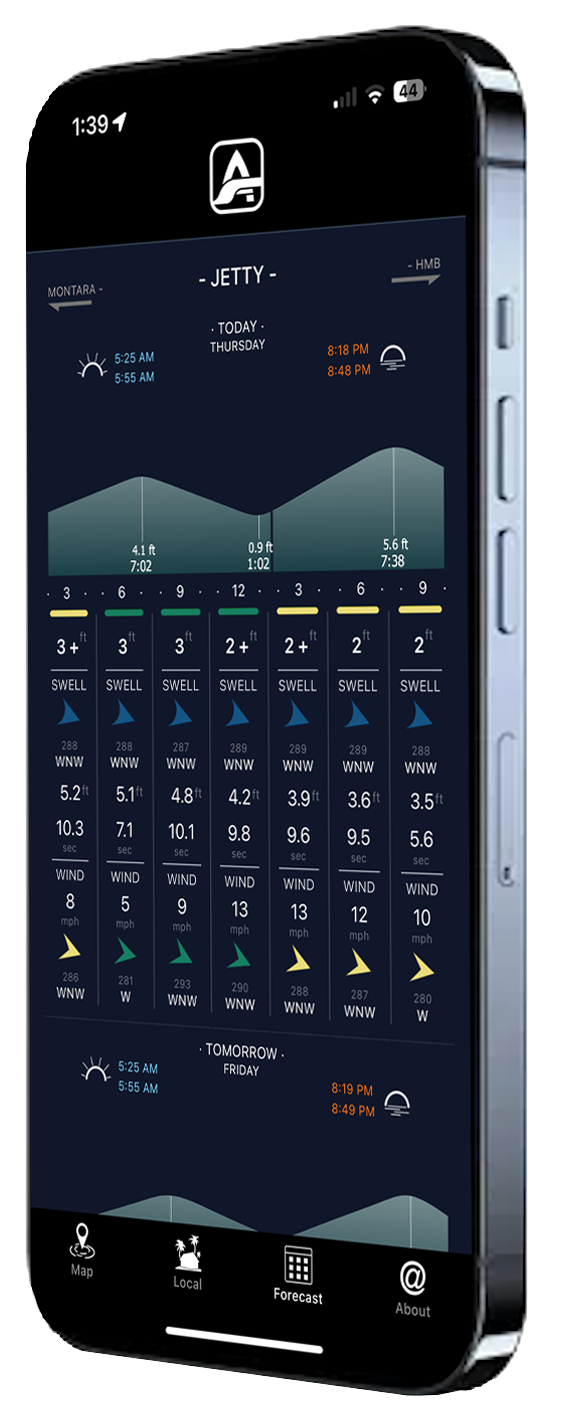 1:39 44
- JETTY -
MONTARA - - HMB
· TODAY ·
THURSDAY
5:25 AM 8:18 PM
5:55 AM 8:48 PM
4.1 ft 0.9 ft 5.6 ft
7:02 1:02 7:38
· 3 · · 6 · · 9 · · 12 · · 3 · · 6 · · 9 ·
3+ ft 3 ft 3 ft 2+ ft 2+ ft 2 ft 2 ft
SWELL SWELL SWELL SWELL SWELL SWELL SWELL
288 288 287 289 289 289 288
WNW WNW WNW WNW WNW WNW WNW
5.2 ft 5.1 ft 4.8 ft 4.2 ft 3.9 ft 3.6 ft 3.5 ft
10.3 7.1 10.1 9.8 9.6 9.5 5.6
sec sec sec sec sec sec sec
WIND WIND WIND WIND WIND WIND WIND
8 5 9 13 13 12 10
mph mph mph mph mph mph mph
286 281 293 290 288 287 280
WNW W WNW WNW WNW WNW W
· TOMORROW ·
FRIDAY
5:25 AM 8:19 PM
5:55 AM 8:49 PM
Map Local Forecast About